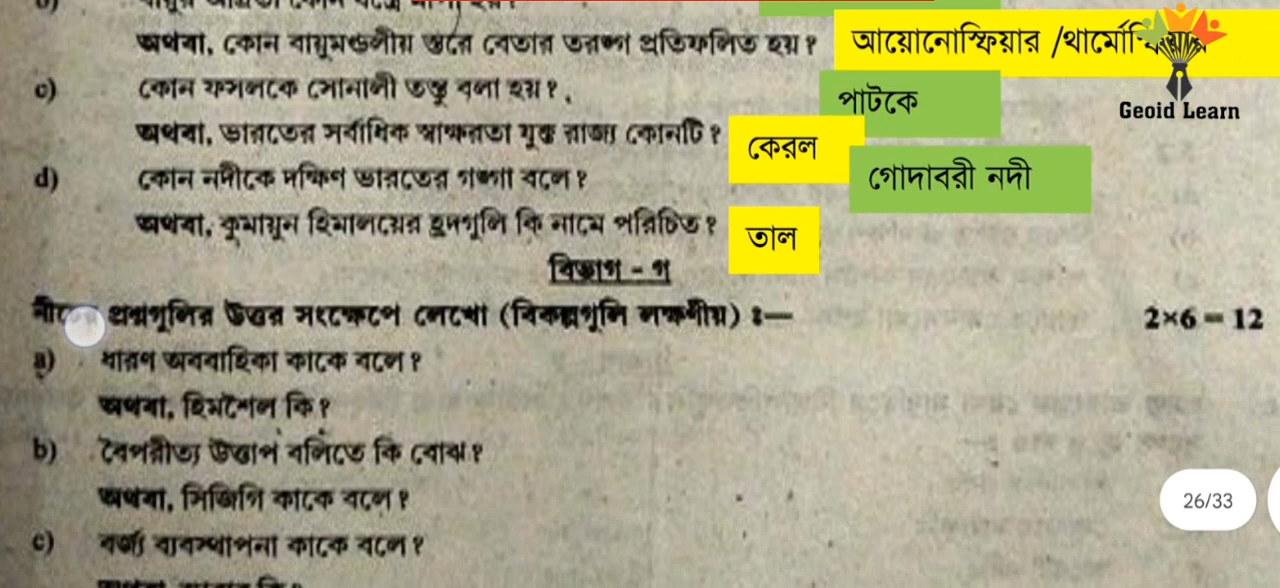 অথবা, কোন বায়ুমণ্ডলীয় স্তরে বেতার তরঙ্গ প্রতিফলিত হয়? আয়োনোস্ফিয়ার /থার্মোস্ফিয়ার
Geoid Learn
c) কোন ফসলকে সোনালী তন্তু বলা হয়? পাটকে
অথবা, ভারতের সর্বাধিক স্বাক্ষরতা যুক্ত রাজ্য কোনটি? কেরল
d) কোন নদীকে দক্ষিণ ভারতের গঙ্গা বলে? গোদাবরী নদী
অথবা, কুমায়ুন হিমালয়ের হ্রদগুলি কি নামে পরিচিত? তাল
বিভাগ - গ
নীচের প্রশ্নগুলির উত্তর সংক্ষেপে লেখো (বিকল্পগুলি লক্ষণীয়) ঃ— 2×6 = 12
a) ধারণ অববাহিকা কাকে বলে?
অথবা, হিমশৈল কি?
b) বৈপরীত্য উত্তাপ বলিতে কি বোঝ?
অথবা, সিজিগি কাকে বলে?
26/33
c) বর্জ্য ব্যবস্থাপনা কাকে বলে?